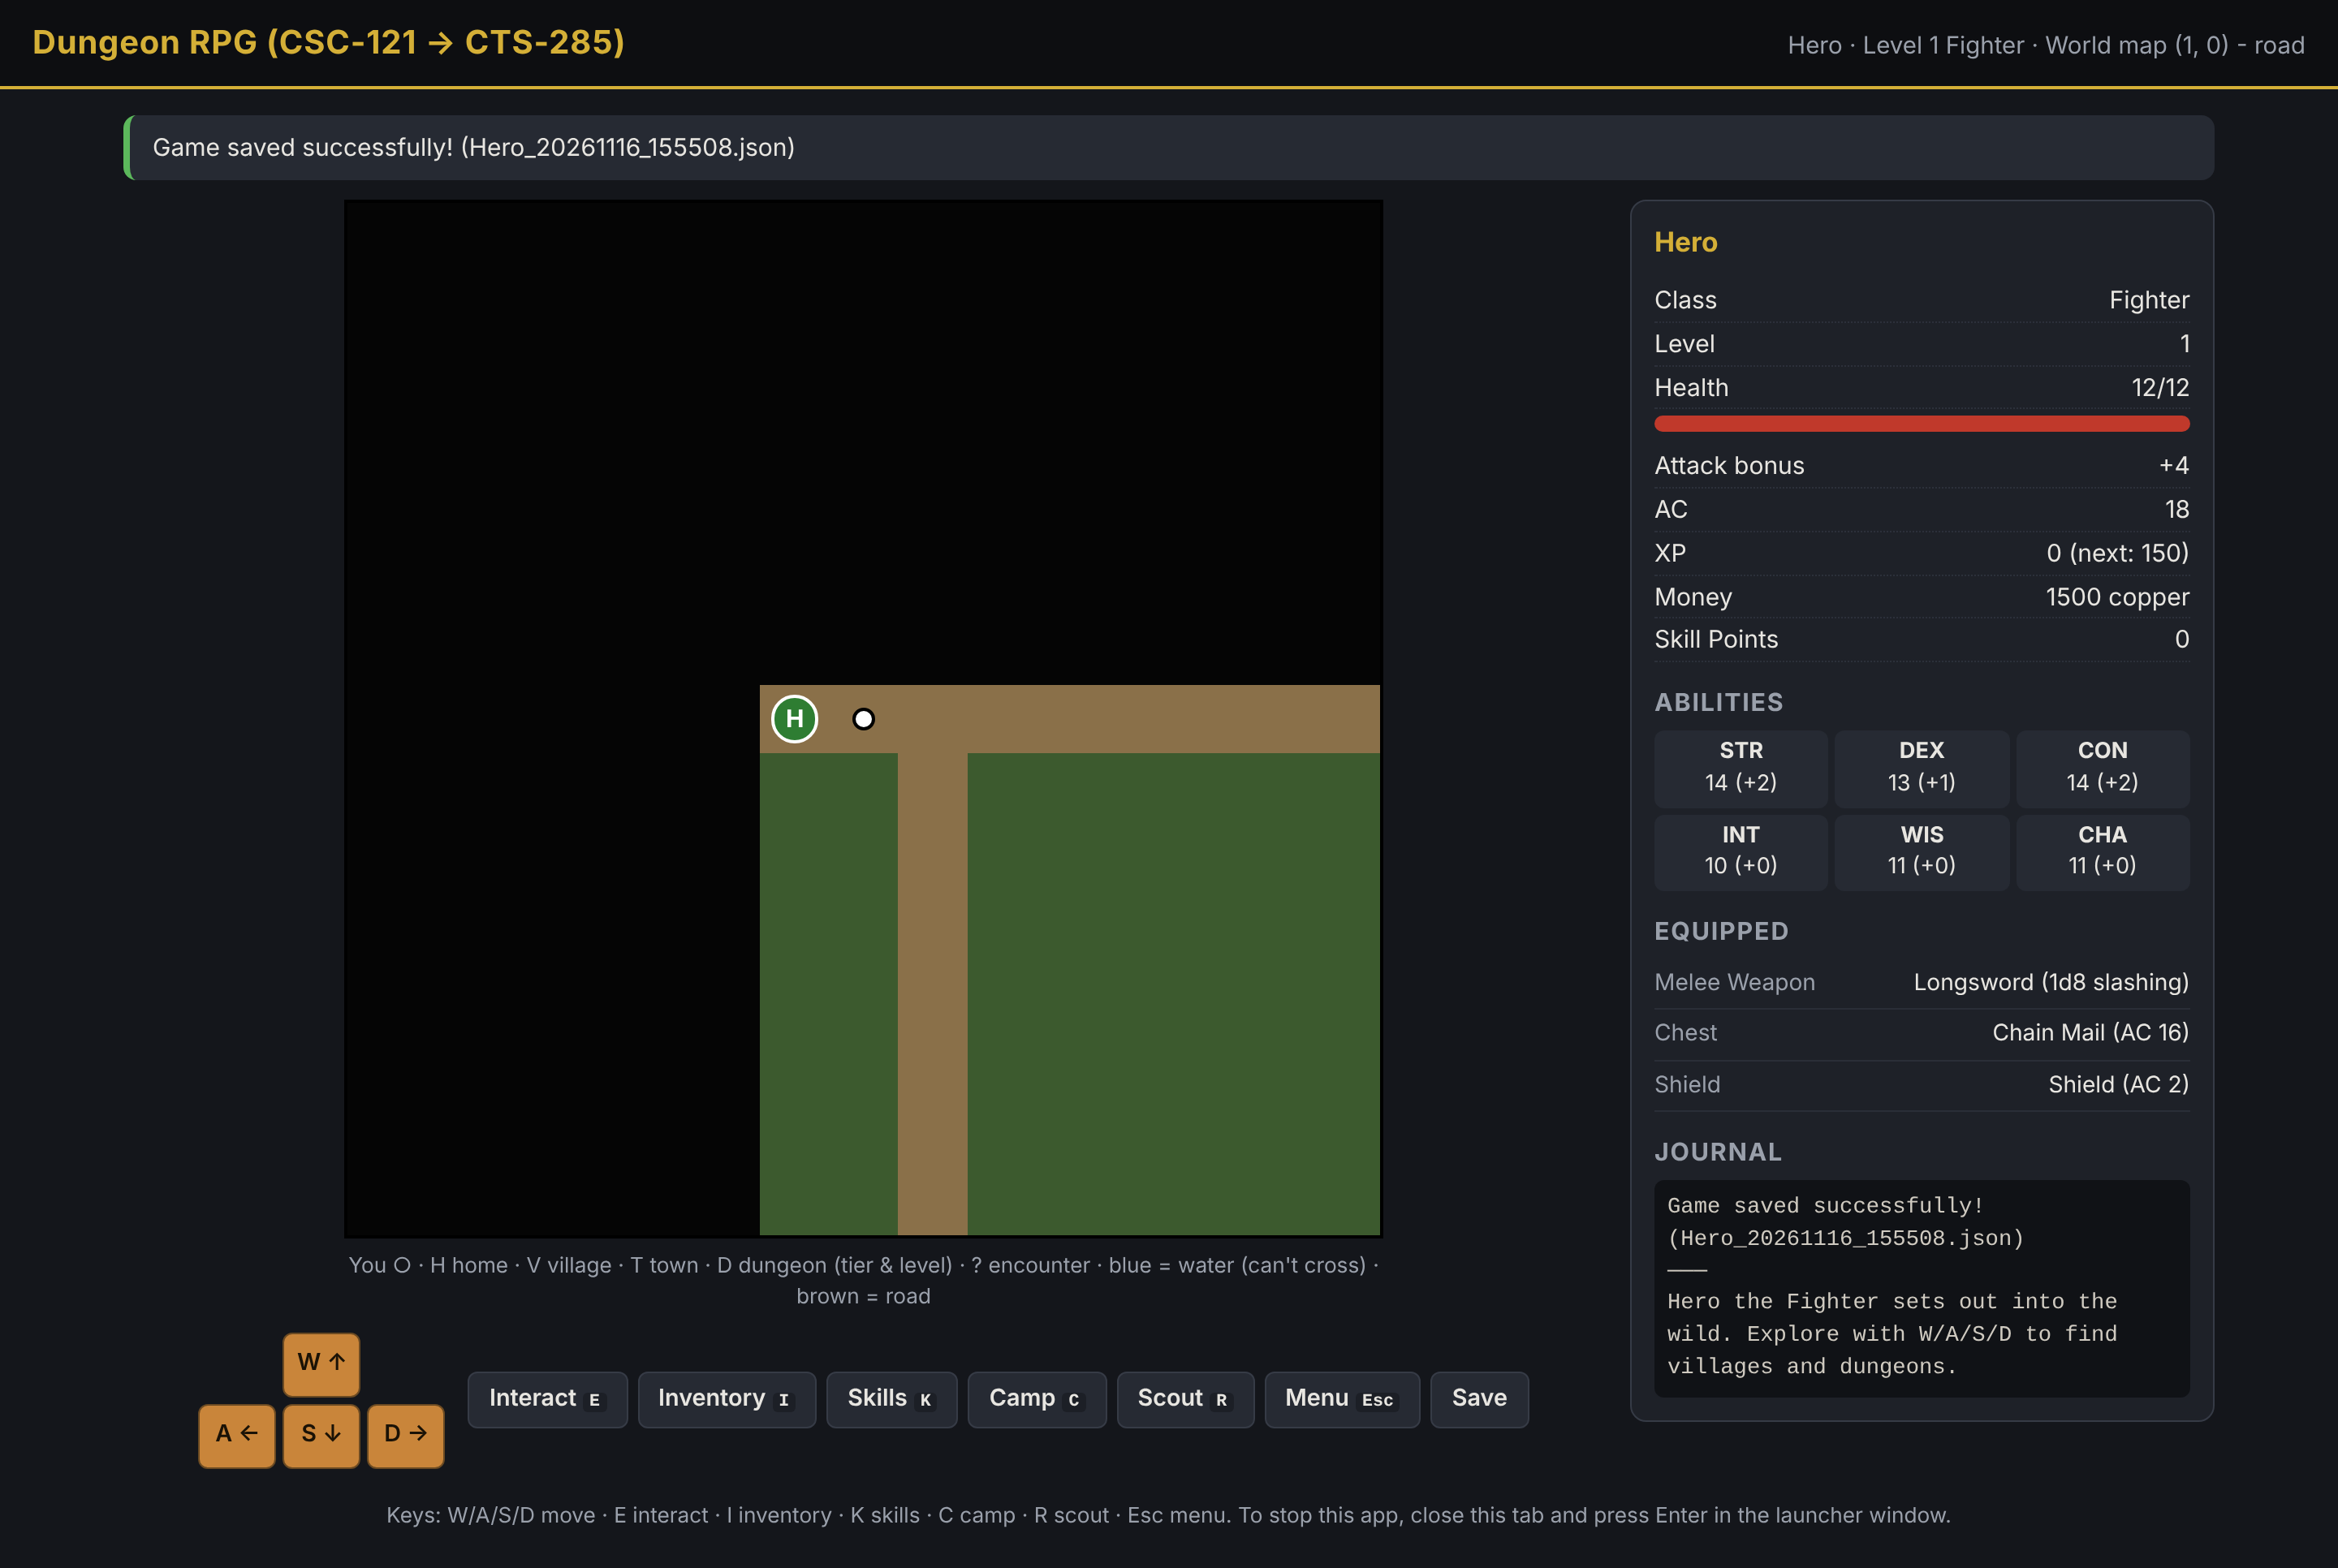 Dungeon RPG (CSC-121 → CTS-285)
Hero · Level 1 Fighter · World map (1, 0) - road
Game saved successfully! (Hero_20261116_155508.json)
H
You ○ · H home · V village · T town · D dungeon (tier & level) · ? encounter · blue = water (can't cross) ·
brown = road
W ↑
A ←
S ↓
D →
Interact E
Inventory I
Skills K
Camp C
Scout R
Menu Esc
Save
Hero
Class Fighter
Level 1
Health 12/12
Attack bonus +4
AC 18
XP 0 (next: 150)
Money 1500 copper
Skill Points 0
ABILITIES
STR DEX CON
14 (+2) 13 (+1) 14 (+2)
INT WIS CHA
10 (+0) 11 (+0) 11 (+0)
EQUIPPED
Melee Weapon Longsword (1d8 slashing)
Chest Chain Mail (AC 16)
Shield Shield (AC 2)
JOURNAL
Game saved successfully!
(Hero_20261116_155508.json)
———
Hero the Fighter sets out into the
wild. Explore with W/A/S/D to find
villages and dungeons.
Keys: W/A/S/D move · E interact · I inventory · K skills · C camp · R scout · Esc menu. To stop this app, close this tab and press Enter in the launcher window.